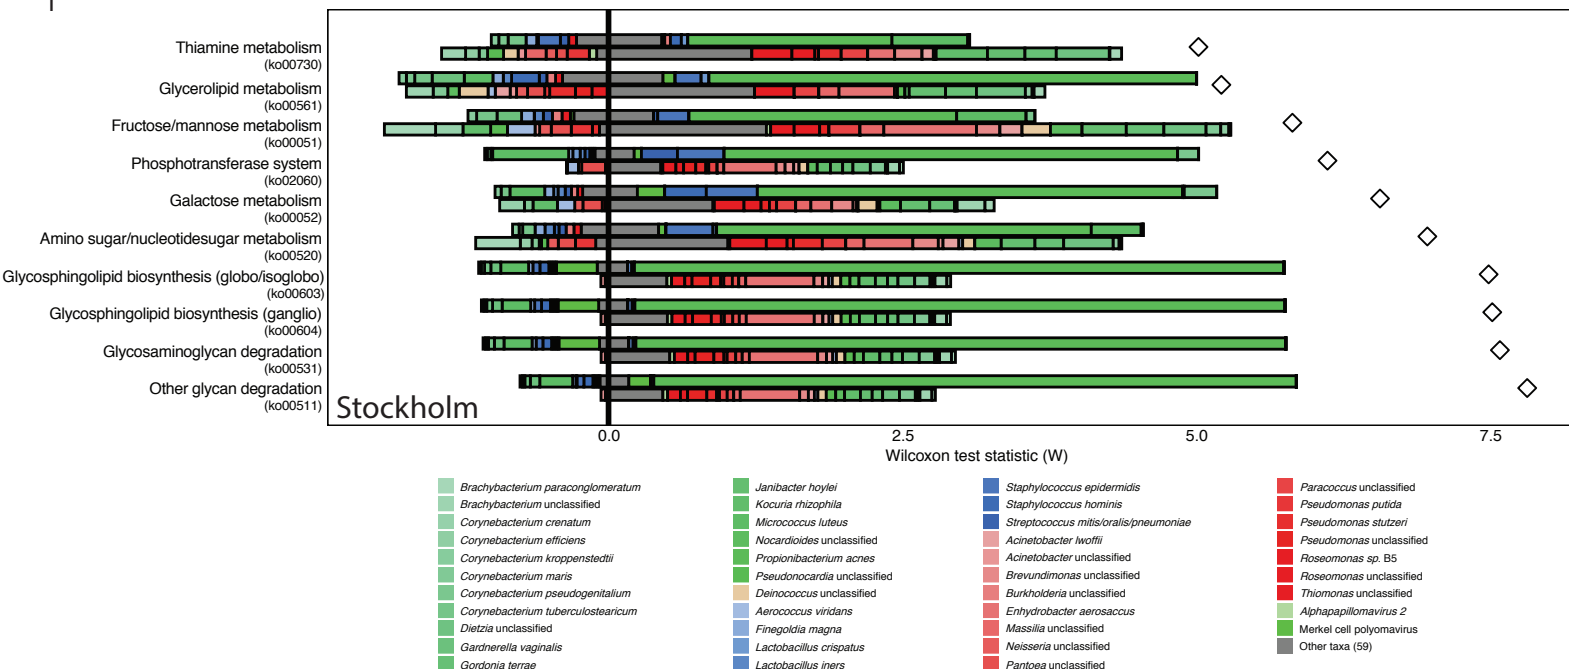 Thiamine metabolism
(ko00730)
Glycerolipid metabolism
(ko00561)
Fructose/mannose metabolism
(ko00051)
Phosphotransferase system
(ko02060)
Galactose metabolism
(ko00052)
Amino sugar/nucleotidesugar metabolism
(ko00520)
Glycosphingolipid biosynthesis (globo/isoglobo)
(ko00603)
Glycosphingolipid biosynthesis (ganglio)
(ko00604)
Glycosaminoglycan degradation
(ko00531)
Other glycan degradation
(ko00511)
Stockholm
0.0 2.5 5.0 7.5
Wilcoxon test statistic (W)
Brachybacterium paraconglomeratum
Brachybacterium unclassified
Corynebacterium crenatum
Corynebacterium efficiens
Corynebacterium kroppenstedtii
Corynebacterium maris
Corynebacterium pseudogenitalium
Corynebacterium tuberculostearicum
Dietzia unclassified
Gardnerella vaginalis
Gordonia terrae
Janibacter hoylei
Kocuria rhizophila
Micrococcus luteus
Nocardioides unclassified
Propionibacterium acnes
Pseudonocardia unclassified
Deinococcus unclassified
Aerococcus viridans
Finegoldia magna
Lactobacillus crispatus
Lactobacillus iners
Staphylococcus epidermidis
Staphylococcus hominis
Streptococcus mitis/oralis/pneumoniae
Acinetobacter lwoffii
Acinetobacter unclassified
Brevundimonas unclassified
Burkholderia unclassified
Enhydrobacter aerosaccus
Massilia unclassified
Neisseria unclassified
Pantoea unclassified
Paracoccus unclassified
Pseudomonas putida
Pseudomonas stutzeri
Pseudomonas unclassified
Roseomonas sp. B5
Roseomonas unclassified
Thiomonas unclassified
Alphapapillomavirus 2
Merkel cell polyomavirus
Other taxa (59)